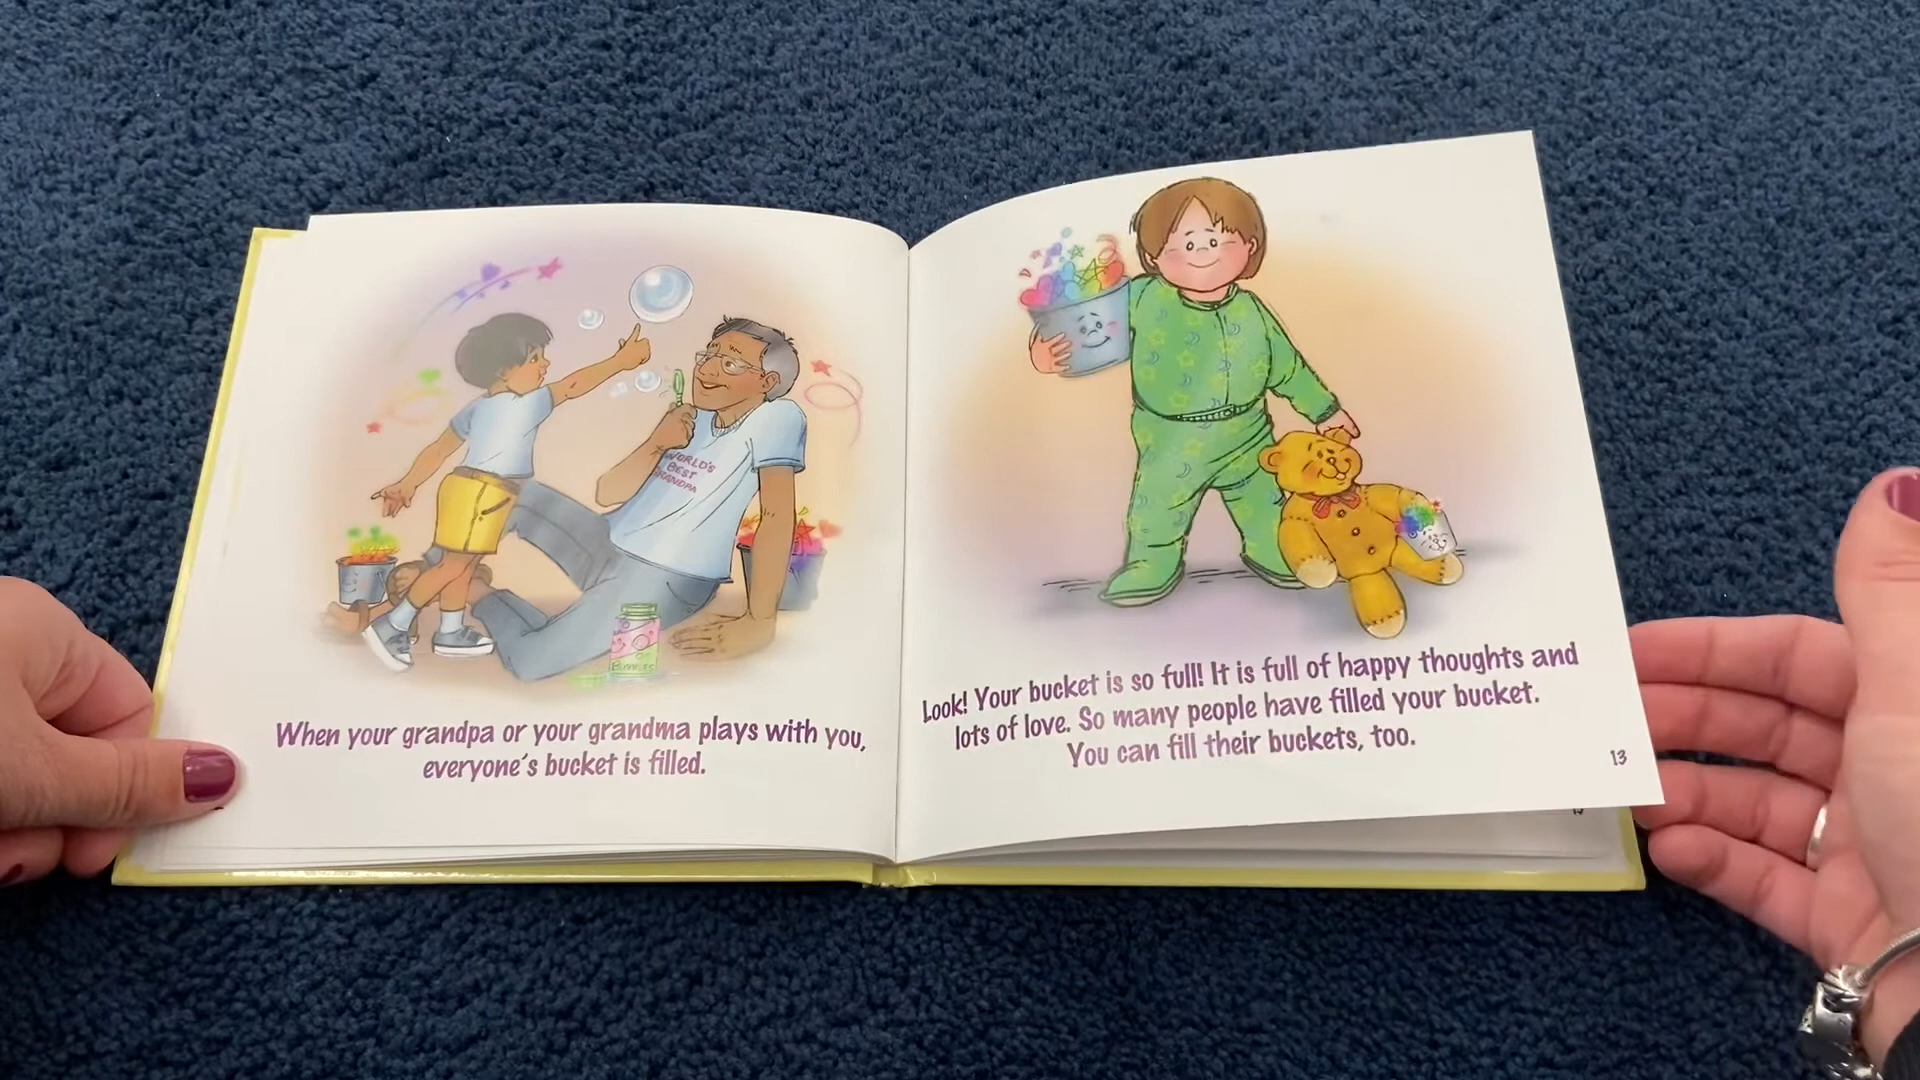 WORLD'S
BEST
GRANDPA
BUBBLES
When your grandpa or your grandma plays with you,
everyone's bucket is filled.
Look! Your bucket is so full! It is full of happy thoughts and
lots of love. So many people have filled your bucket.
You can fill their buckets, too.
13
15